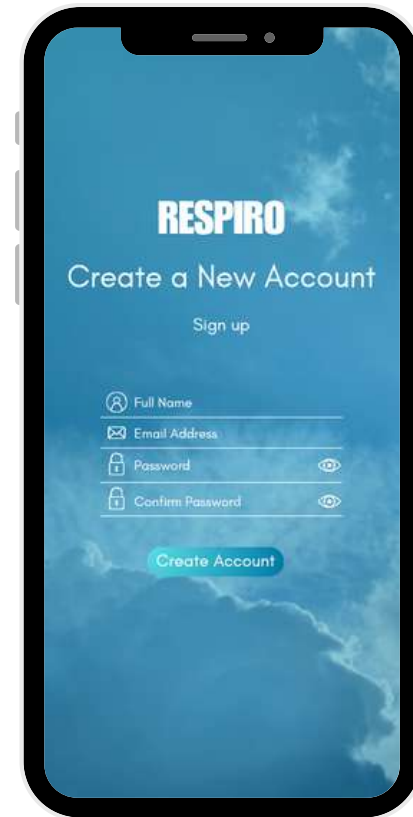 RESPIRO
Create a New Account
Sign up
Full Name
Email Address
Password
Confirm Password
Create Account